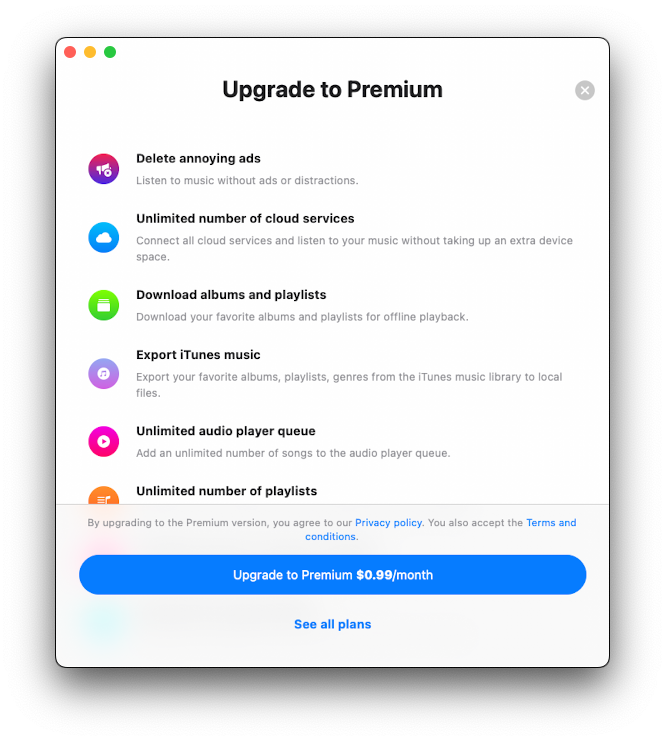 Upgrade to Premium
Delete annoying ads
Listen to music without ads or distractions.
Unlimited number of cloud services
Connect all cloud services and listen to your music without taking up an extra device
space.
Download albums and playlists
Download your favorite albums and playlists for offline playback.
Export iTunes music
Export your favorite albums, playlists, genres from the iTunes music library to local
files.
Unlimited audio player queue
Add an unlimited number of songs to the audio player queue.
Unlimited number of playlists
By upgrading to the Premium version, you agree to our Privacy policy. You also accept the Terms and
conditions.
Upgrade to Premium $0.99/month
See all plans